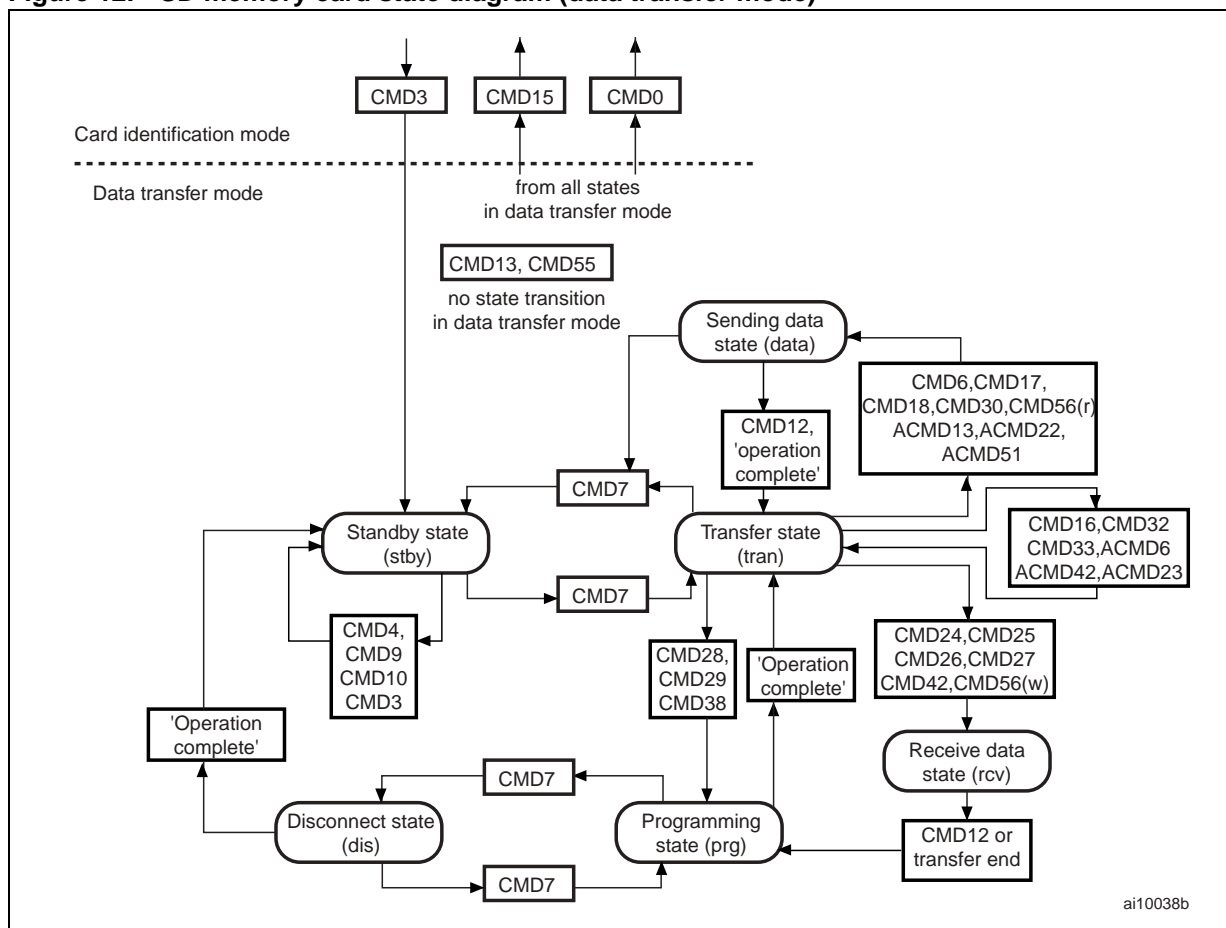 CMD3
CMD15
CMD0
Card identification mode
Data transfer mode
from all states
in data transfer mode
CMD13, CMD55
no state transition
in data transfer mode
Sending data
state (data)
CMD6,CMD17,
CMD18,CMD30,CMD56(r)
ACMD13,ACMD22,
ACMD51
CMD12,
'operation
complete'
CMD7
Standby state
(stby)
Transfer state
(tran)
CMD16,CMD32
CMD33,ACMD6
ACMD42,ACMD23
CMD7
CMD4,
CMD9
CMD10
CMD3
CMD28,
CMD29
CMD38
'Operation
complete'
CMD24,CMD25
CMD26,CMD27
CMD42,CMD56(w)
'Operation
complete'
Receive data
state (rcv)
CMD7
Disconnect state
(dis)
Programming
state (prg)
CMD12 or
transfer end
CMD7
ai10038b